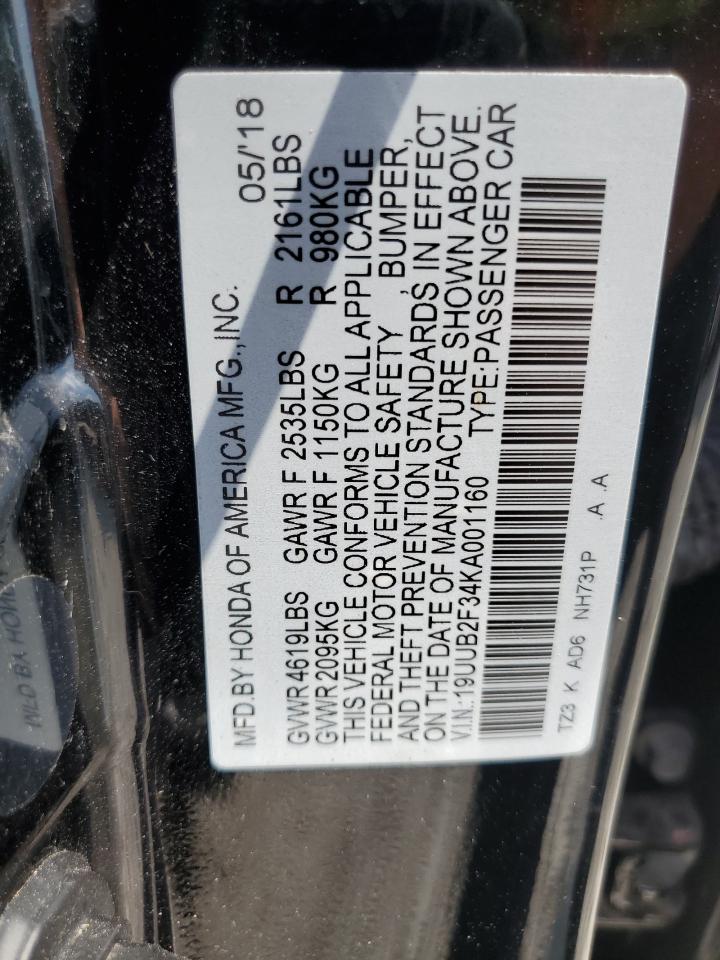 MFD.BY HONDA OF AMERICA MFG.,INC. 05/'18
GVWR4619LBS GAWR F 2535LBS R 2161LBS
GVWR2095KG GAWR F 1150KG R 980KG
THIS VEHICLE CONFORMS TO ALL APPLICABLE
FEDERAL MOTOR VEHICLE SAFETY , BUMPER,
AND THEFT PREVENTION STANDARDS IN EFFECT
ON THE DATE OF MANUFACTURE SHOWN ABOVE.
V.I.N.:19UUB2F34KA001160 TYPE:PASSENGER CAR
TZ3 K AD6 NH731P .A .A